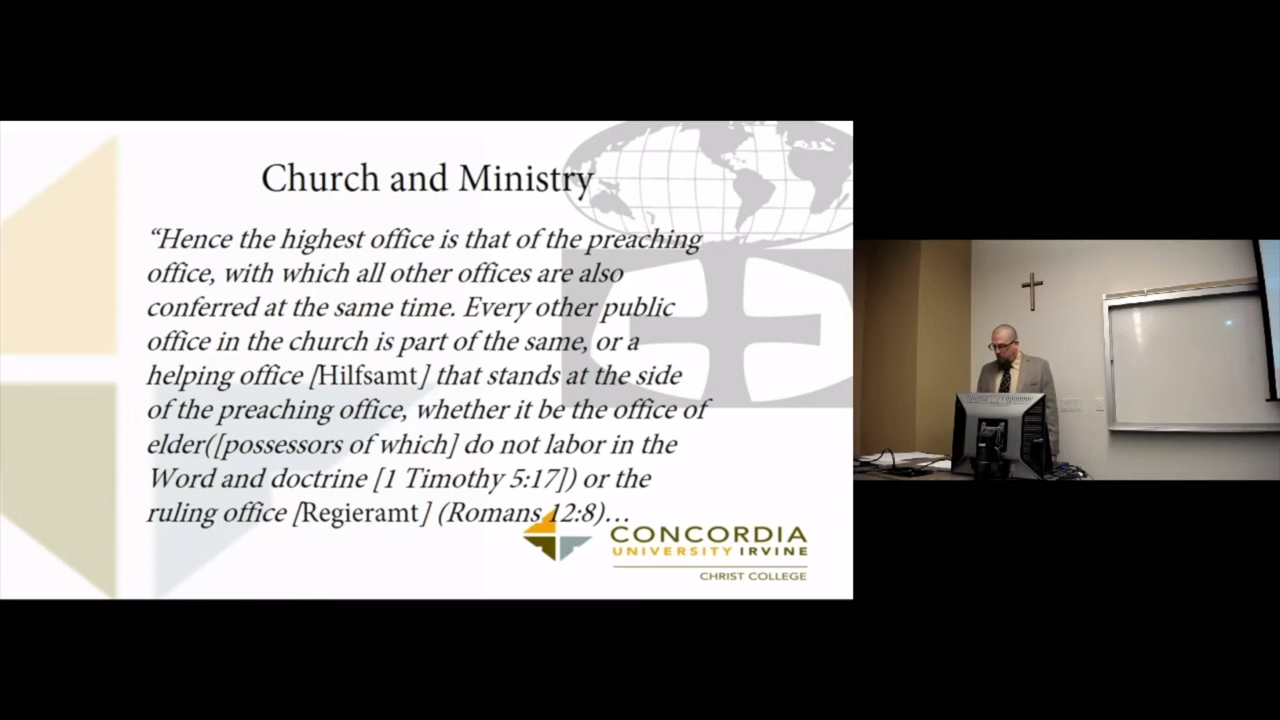 Church and Ministry
“Hence the highest office is that of the preaching
office, with which all other offices are also
conferred at the same time. Every other public
office in the church is part of the same, or a
helping office [Hilfsamt] that stands at the side
of the preaching office, whether it be the office of
elder([possessors of which] do not labor in the
Word and doctrine [1 Timothy 5:17]) or the
ruling office [Regieramt] (Romans 12:8)…
CONCORDIA
UNIVERSITY IRVINE
CHRIST COLLEGE